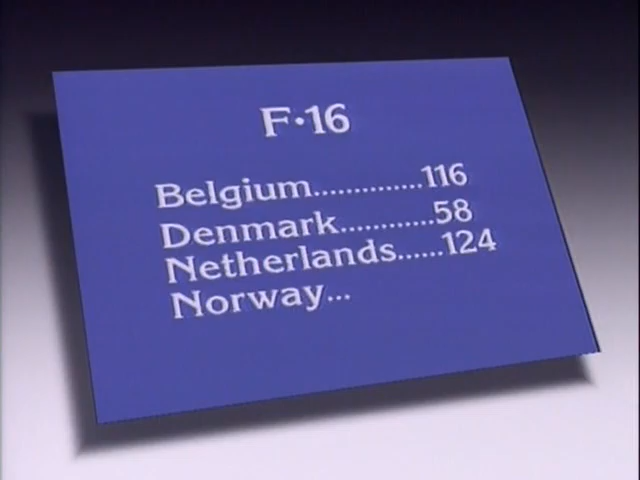 F·16
Belgium..............116
Denmark............58
Netherlands......124
Norway...